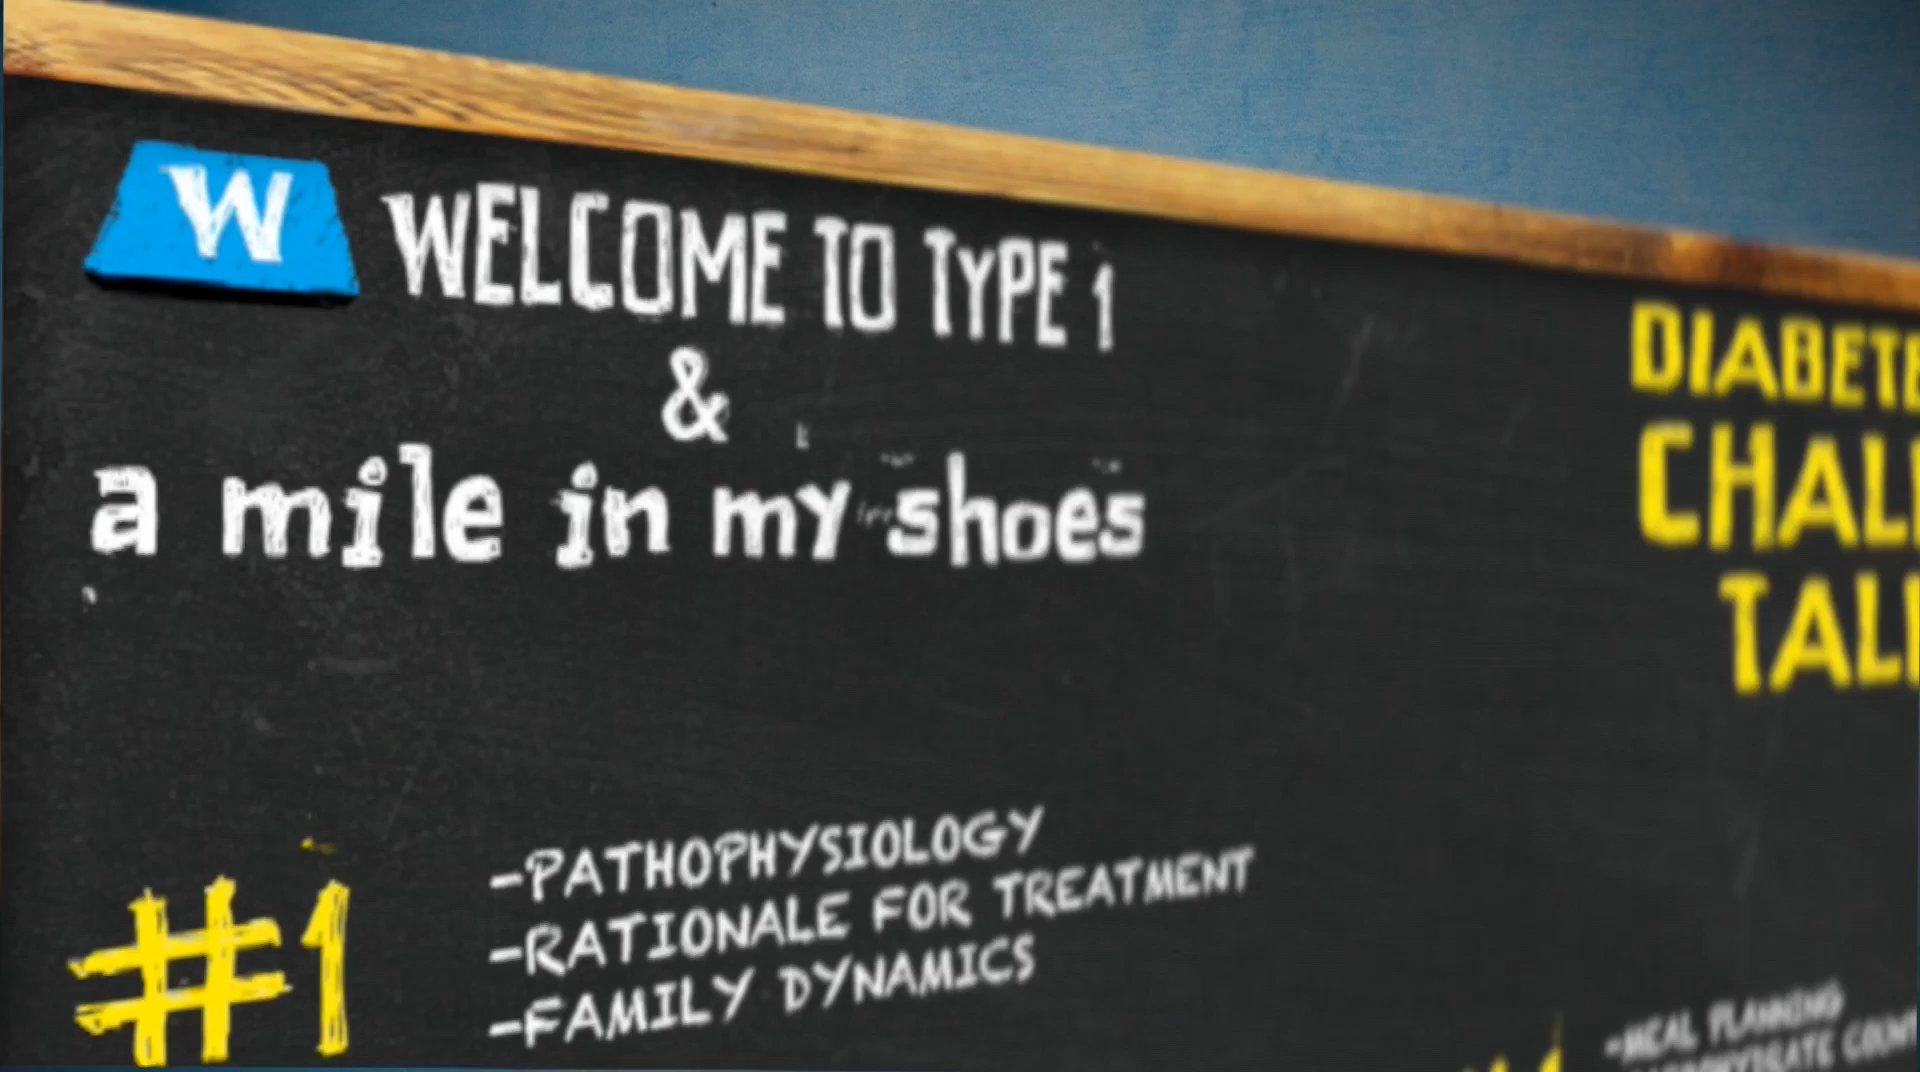 W WELCOME TO TYPE 1
&
a mile in my shoes
#1
-PATHOPHYSIOLOGY
-RATIONALE FOR TREATMENT
-FAMILY DYNAMICS
DIABETE
CHAL
TAL
-MEAL PLANNING